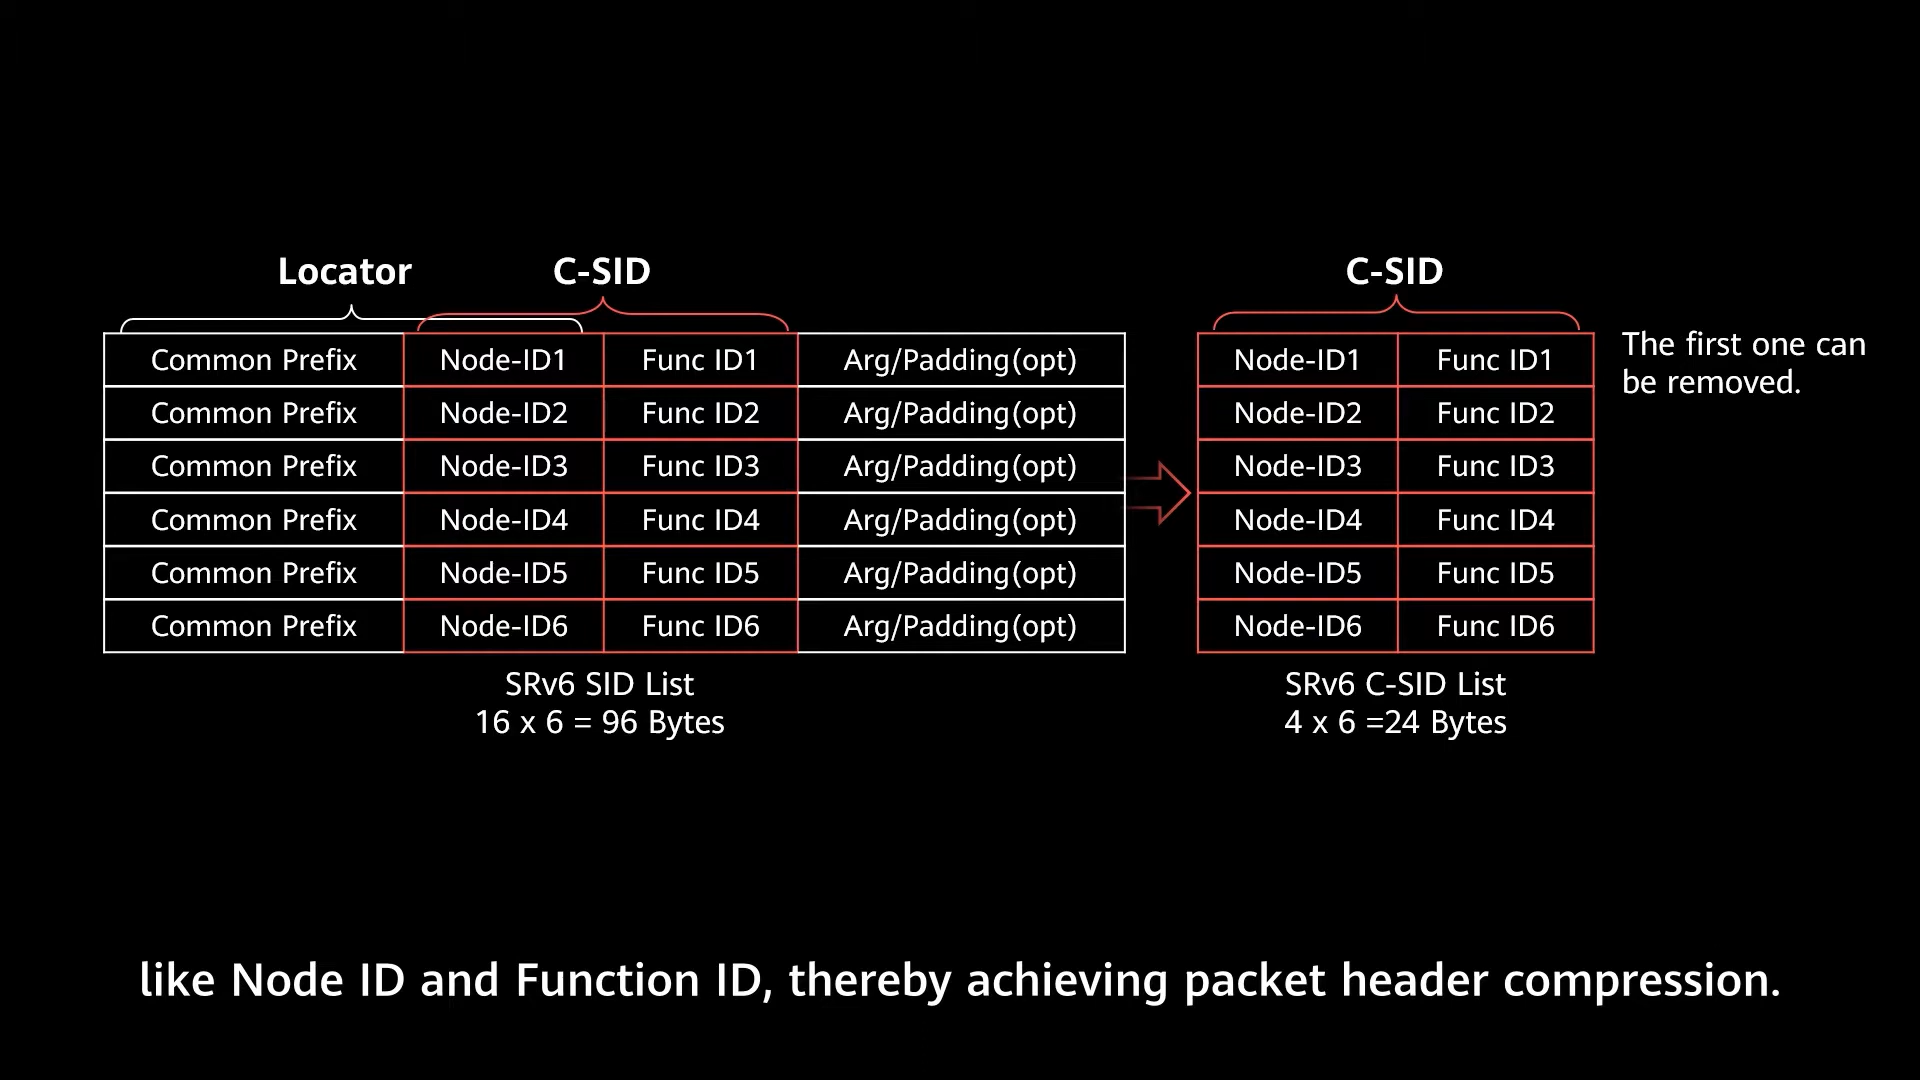 Locator C-SID C-SID
Common Prefix Node-ID1 Func ID1 Arg/Padding(opt) Node-ID1 Func ID1
The first one can
be removed.
Common Prefix Node-ID2 Func ID2 Arg/Padding(opt) Node-ID2 Func ID2
Common Prefix Node-ID3 Func ID3 Arg/Padding(opt) Node-ID3 Func ID3
Common Prefix Node-ID4 Func ID4 Arg/Padding(opt) Node-ID4 Func ID4
Common Prefix Node-ID5 Func ID5 Arg/Padding(opt) Node-ID5 Func ID5
Common Prefix Node-ID6 Func ID6 Arg/Padding(opt) Node-ID6 Func ID6
SRv6 SID List
16 x 6 = 96 Bytes
SRv6 C-SID List
4 x 6 =24 Bytes
like Node ID and Function ID, thereby achieving packet header compression.